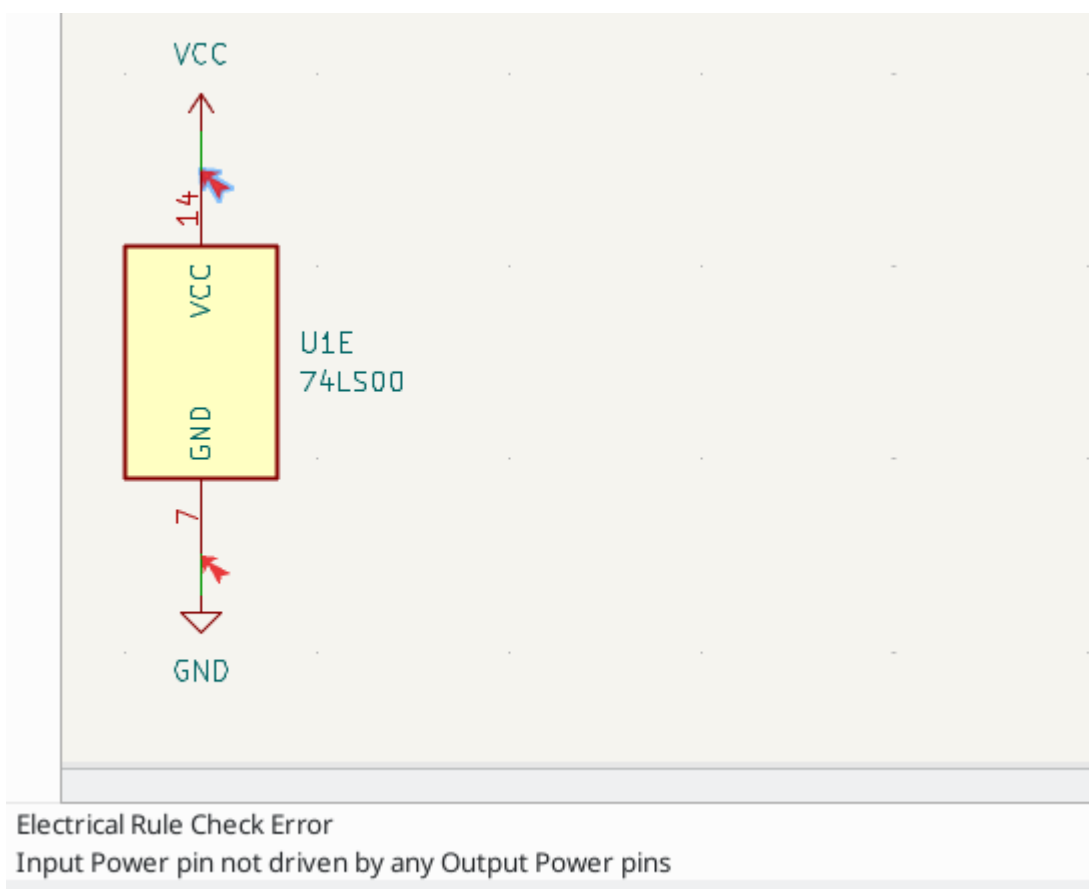 VCC
14
VCC
U1E
74LS00
GND
7
GND
Electrical Rule Check Error
Input Power pin not driven by any Output Power pins